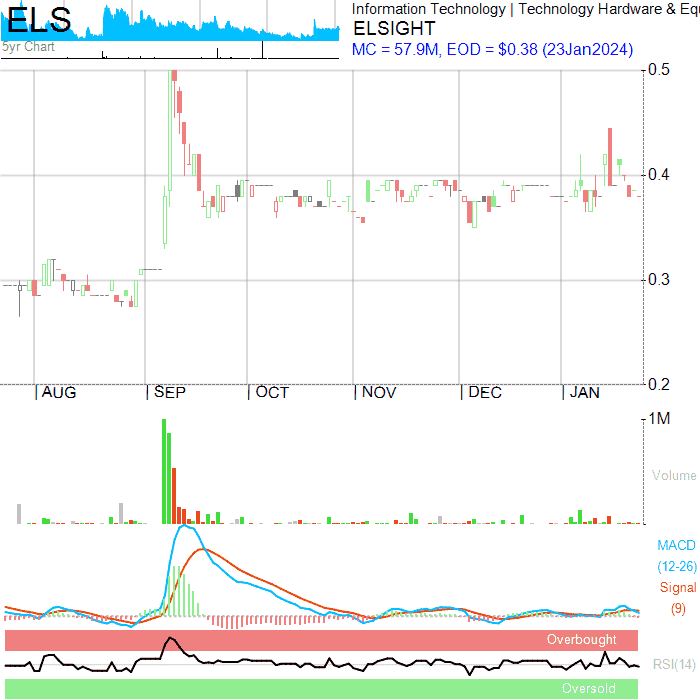 ELS
5yr Chart
Information Technology | Technology Hardware &
ELSIGHT
MC = 57.9M, EOD = $0.38 (23Jan2024)
0.5
0.4
0.3
0.2
AUG
SEP
OCT
NOV
DEC
JAN
1M
Volume
MACD
(12-26)
Signal
(9)
Overbought
RSI(14)
Oversold